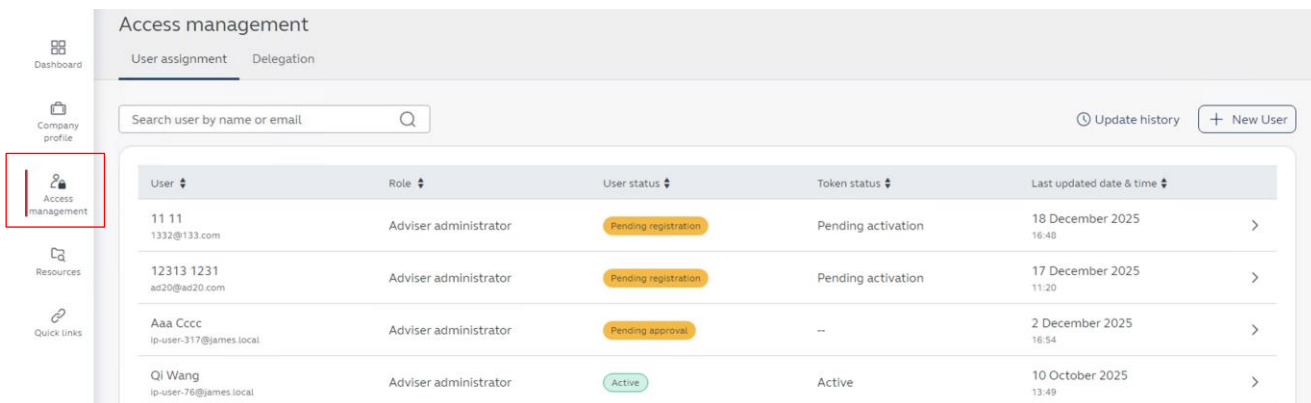 Access management
User assignment Delegation
Dashboard
Company
profile
Access
management
Resources
Quick links
Search user by name or email
Update history
+ New User
User Role User status Token status Last updated date & time
11 11 Adviser administrator Pending registration Pending activation 18 December 2025
1332@133.com 16:48
12313 1231 Adviser administrator Pending registration Pending activation 17 December 2025
ad20@ad20.com 11:20
Aaa Cccc Adviser administrator Pending approval -- 2 December 2025
ip-user-317@james.local 16:54
Qi Wang Adviser administrator Active Active 10 October 2025
ip-user-76@james.local 13:49